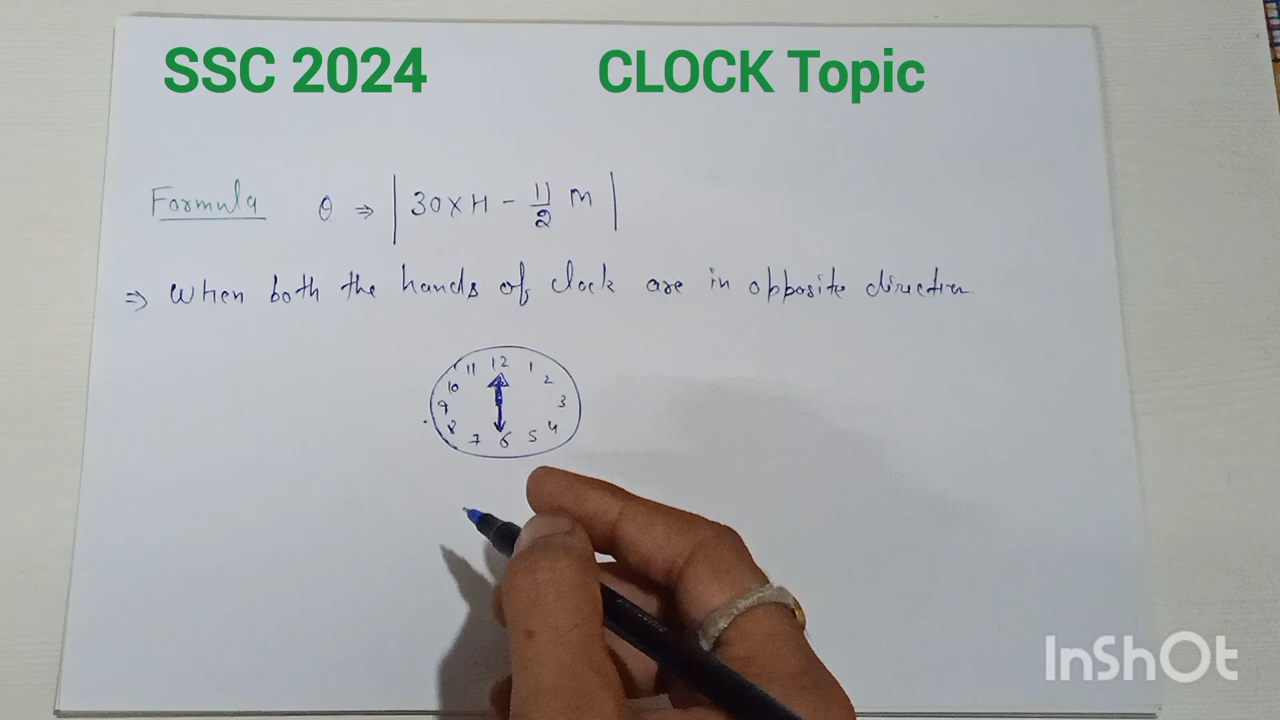 SSC 2024 CLOCK Topic
Formula θ ⇒ | 30 X H - 11/2 M |
⇒ When both the hands of clock are in opposite direction
12
11 1
10 2
9 3
8 4
7 6 5
InShOt